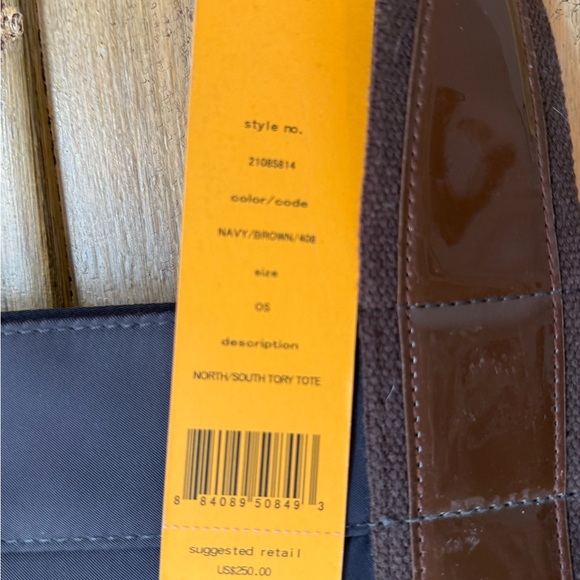 style no.
21085814
color/code
NAVY/BROWN/408
size
OS
description
NORTH/SOUTH TORY TOTE
8 84089 50849 3
suggested retail
US$250.00